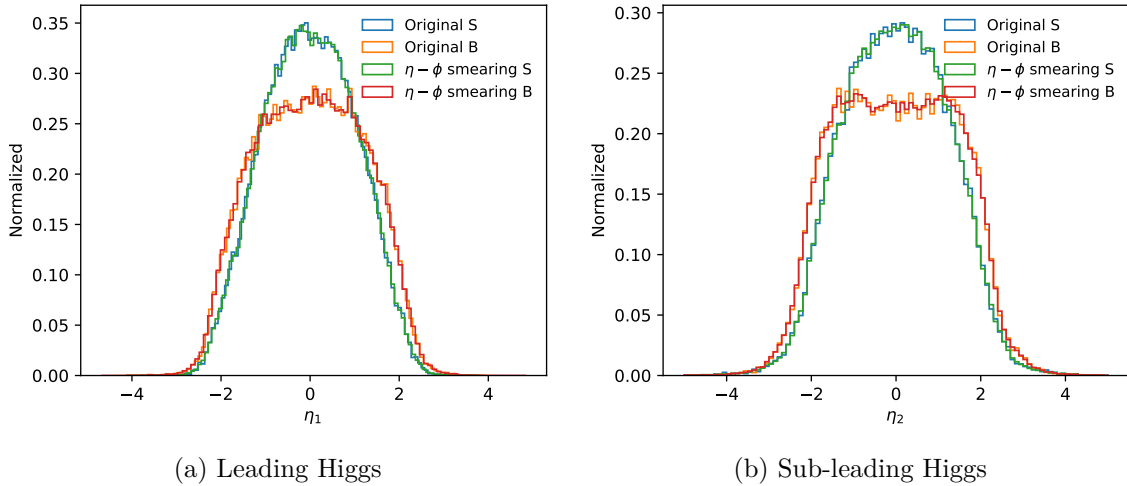 0.35
0.30
0.25
0.20
0.15
0.10
0.05
0.00
Normalized
−4 −2 0 2 4
η₁
Original S
Original B
η − ϕ smearing S
η − ϕ smearing B
(a) Leading Higgs
0.30
0.25
0.20
0.15
0.10
0.05
0.00
Normalized
−4 −2 0 2 4
η₂
Original S
Original B
η − ϕ smearing S
η − ϕ smearing B
(b) Sub-leading Higgs